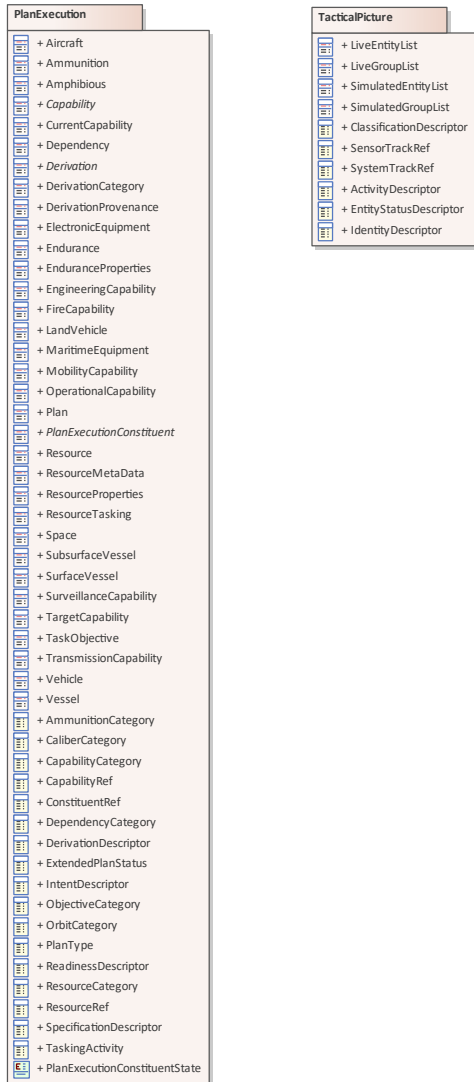 PlanExecution
+ Aircraft
+ Ammunition
+ Amphibious
+ Capability
+ CurrentCapability
+ Dependency
+ Derivation
+ DerivationCategory
+ DerivationProvenance
+ ElectronicEquipment
+ Endurance
+ EnduranceProperties
+ EngineeringCapability
+ FireCapability
+ LandVehicle
+ MaritimeEquipment
+ MobilityCapability
+ OperationalCapability
+ Plan
+ PlanExecutionConstituent
+ Resource
+ ResourceMetaData
+ ResourceProperties
+ ResourceTasking
+ Space
+ SubsurfaceVessel
+ SurfaceVessel
+ SurveillanceCapability
+ TargetCapability
+ TaskObjective
+ TransmissionCapability
+ Vehicle
+ Vessel
+ AmmunitionCategory
+ CaliberCategory
+ CapabilityCategory
+ CapabilityRef
+ ConstituentRef
+ DependencyCategory
+ DerivationDescriptor
+ ExtendedPlanStatus
+ IntentDescriptor
+ ObjectiveCategory
+ OrbitCategory
+ PlanType
+ ReadinessDescriptor
+ ResourceCategory
+ ResourceRef
+ SpecificationDescriptor
+ TaskingActivity
+ PlanExecutionConstituentState
TacticalPicture
+ LiveEntityList
+ LiveGroupList
+ SimulatedEntityList
+ SimulatedGroupList
+ ClassificationDescriptor
+ SensorTrackRef
+ SystemTrackRef
+ ActivityDescriptor
+ EntityStatusDescriptor
+ IdentityDescriptor